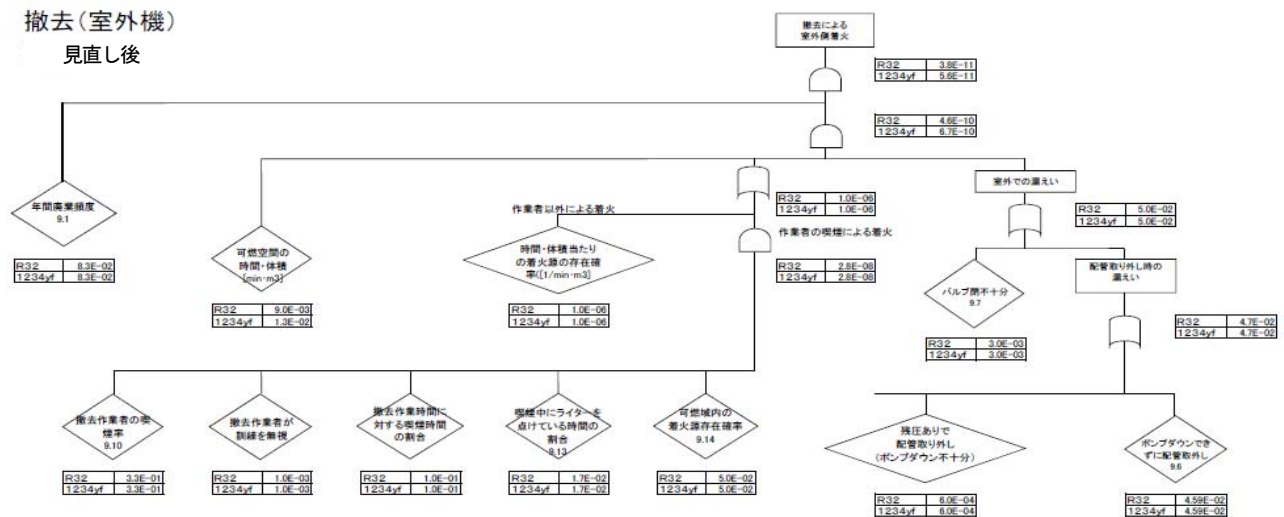 撤去(室外機)
見直し後
撤去による
室外側着火
R32 3.8E-11
1234yf 5.6E-11
R32 4.6E-10
1234yf 6.7E-10
年間廃業頻度
9.1
R32 8.3E-02
1234yf 8.3E-02
可燃空間の
時間・体積
[min・m3]
R32 9.0E-03
1234yf 1.3E-02
R32 1.0E-06
1234yf 1.0E-06
作業者以外による着火
時間・体積当たり
の着火源の存在確
率([1/min・m3]
R32 1.0E-06
1234yf 1.0E-06
作業者の喫煙による着火
R32 2.8E-08
1234yf 2.8E-08
室外での漏えい
R32 5.0E-02
1234yf 5.0E-02
バルブ閉不十分
9.7
R32 3.0E-03
1234yf 3.0E-03
配管取り外し時の
漏えい
R32 4.7E-02
1234yf 4.7E-02
撤去作業者の喫
煙率
9.10
R32 3.3E-01
1234yf 3.3E-01
撤去作業者が
訓練を無視
R32 1.0E-03
1234yf 1.0E-03
撤去作業時間に
対する喫煙時間
の割合
R32 1.0E-01
1234yf 1.0E-01
喫煙中にライターを
点けている時間の
割合
9.13
R32 1.7E-02
1234yf 1.7E-02
可燃域内の
着火源存在確率
9.14
R32 5.0E-02
1234yf 5.0E-02
残圧ありで
配管取り外し
(ポンプダウン不十分)
R32 6.0E-04
1234yf 6.0E-04
ポンプダウンでき
ずに配管取外し
9.6
R32 4.59E-02
1234yf 4.59E-02